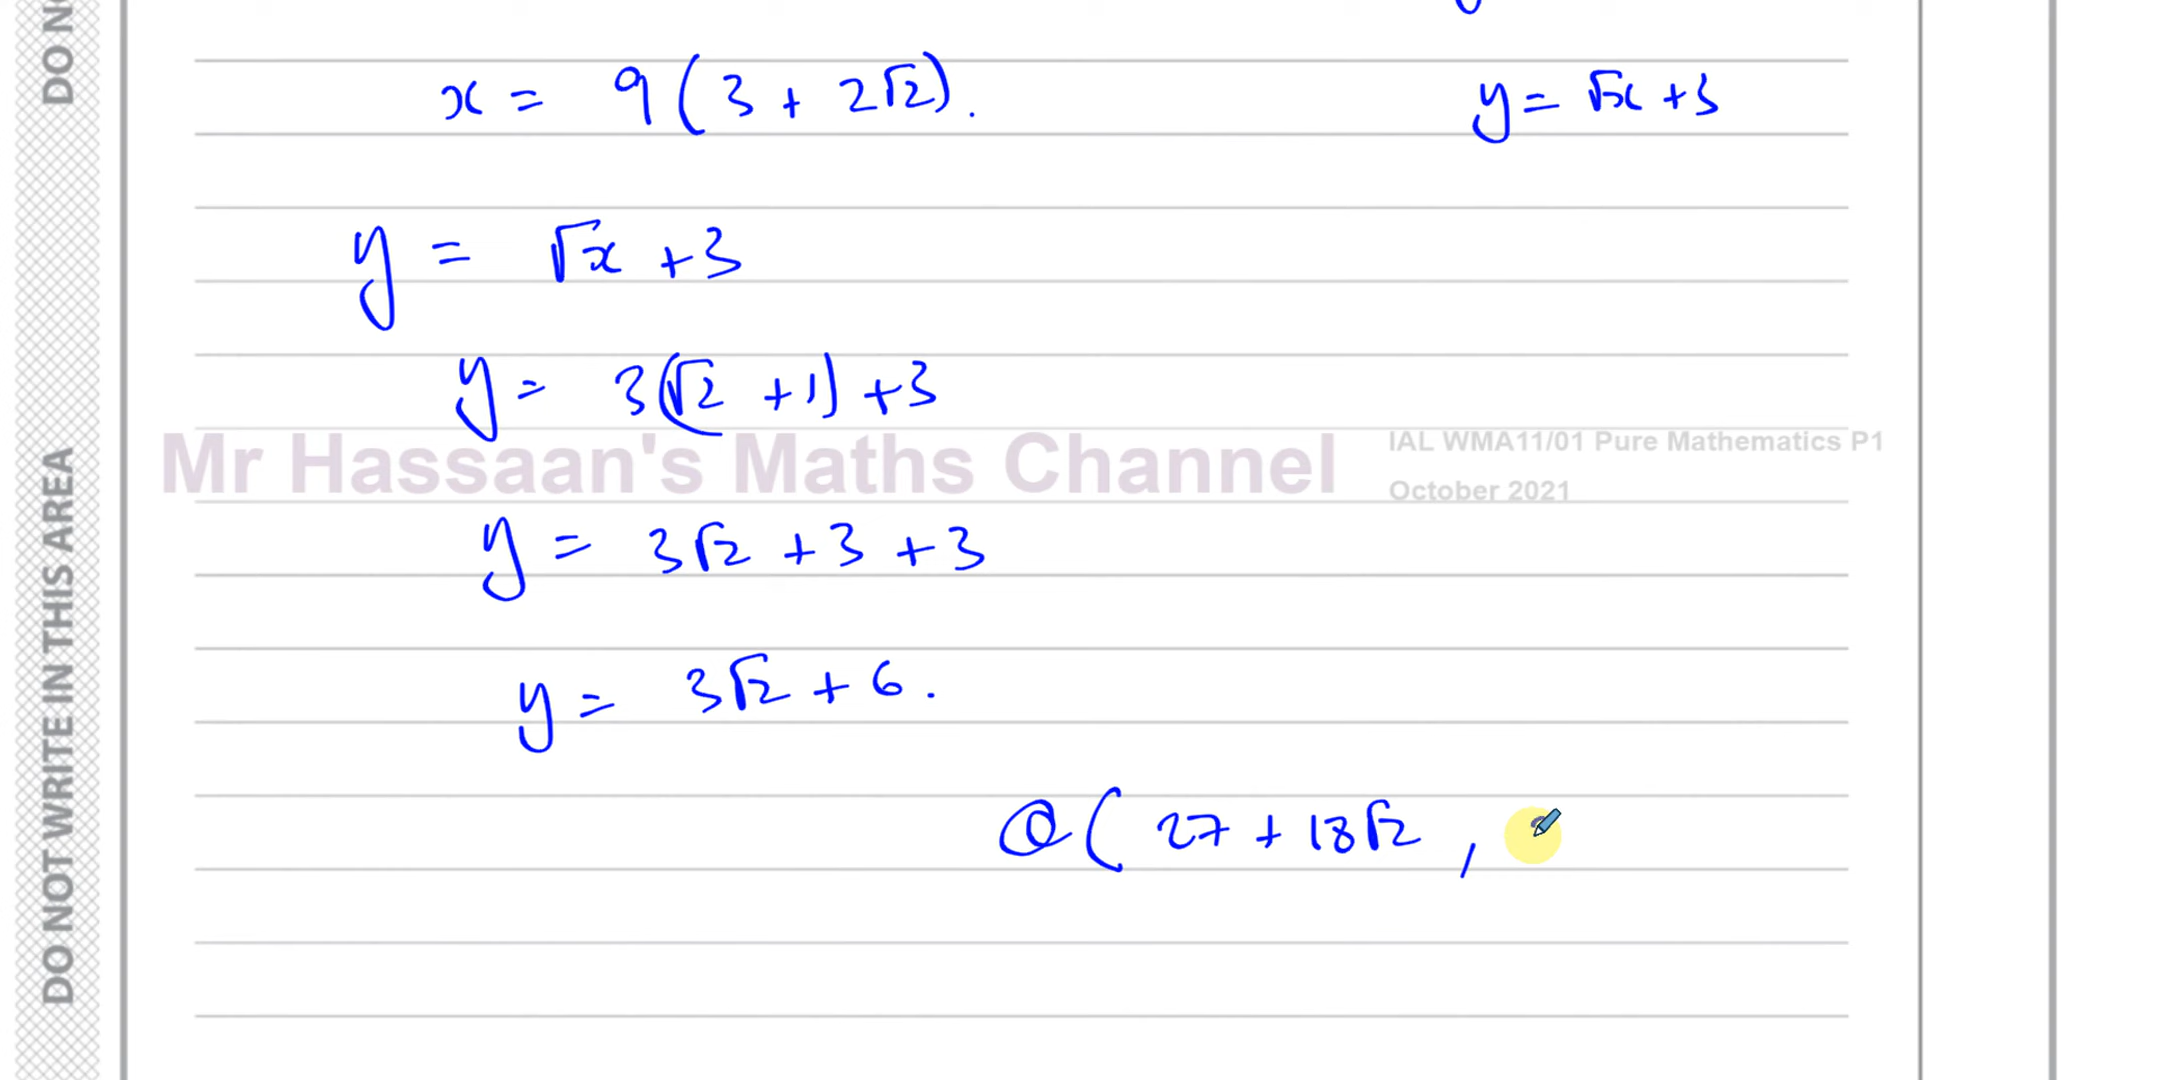 DO NO
x = 9(3 + 2√2).
y = √x + 3
y = √x + 3
y = 3(√2 + 1) + 3
Mr Hassaan's Maths Channel
IAL WMA11/01 Pure Mathematics P1
October 2021
y = 3√2 + 3 + 3
y = 3√2 + 6.
Q(27 + 18√2 ,
DO NOT WRITE IN THIS AREA